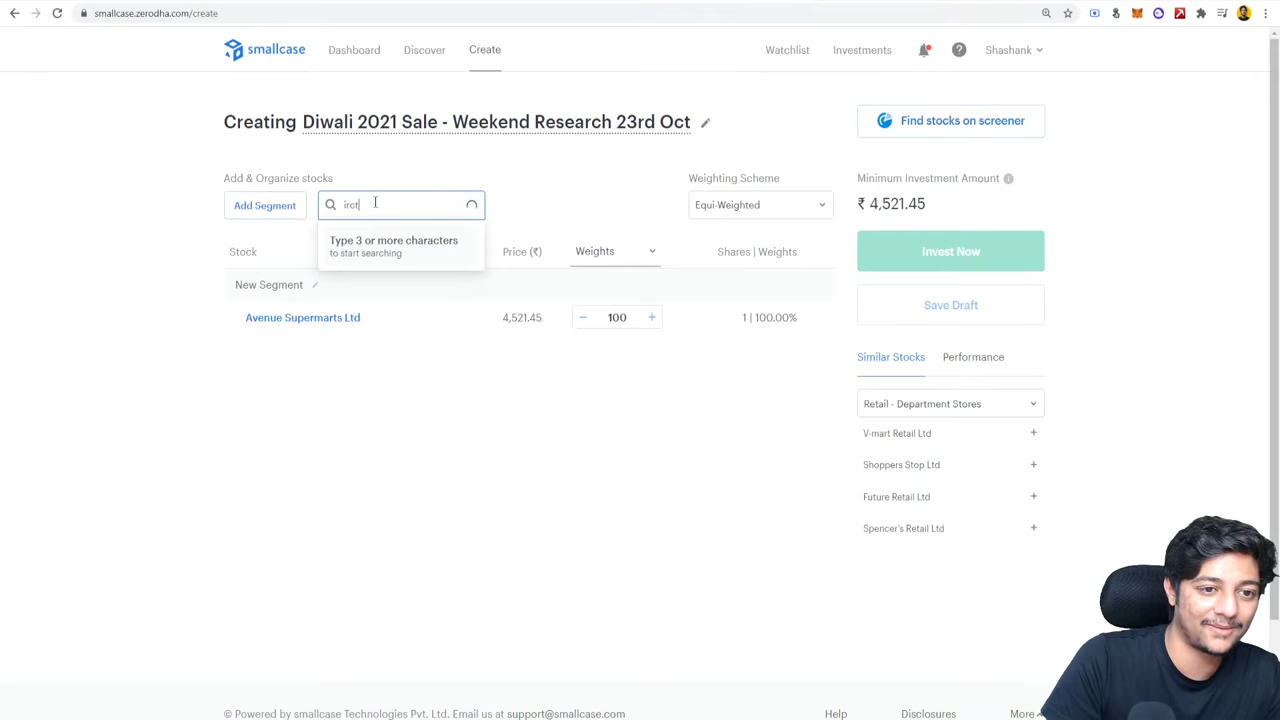 smallcase.zerodha.com/create
smallcase
Dashboard
Discover
Create
Watchlist
Investments
Shashank
Creating Diwali 2021 Sale - Weekend Research 23rd Oct
Find stocks on screener
Add & Organize stocks
Weighting Scheme
Minimum Investment Amount
Add Segment
irct
Equi-Weighted
₹ 4,521.45
Type 3 or more characters
to start searching
Stock
Price (₹)
Weights
Shares | Weights
Invest Now
New Segment
Save Draft
Avenue Supermarts Ltd
4,521.45
− 100 +
1 | 100.00%
Similar Stocks
Performance
Retail - Department Stores
V-mart Retail Ltd +
Shoppers Stop Ltd +
Future Retail Ltd +
Spencer's Retail Ltd +
© Powered by smallcase Technologies Pvt. Ltd. Email us at support@smallcase.com
Help
Disclosures
More